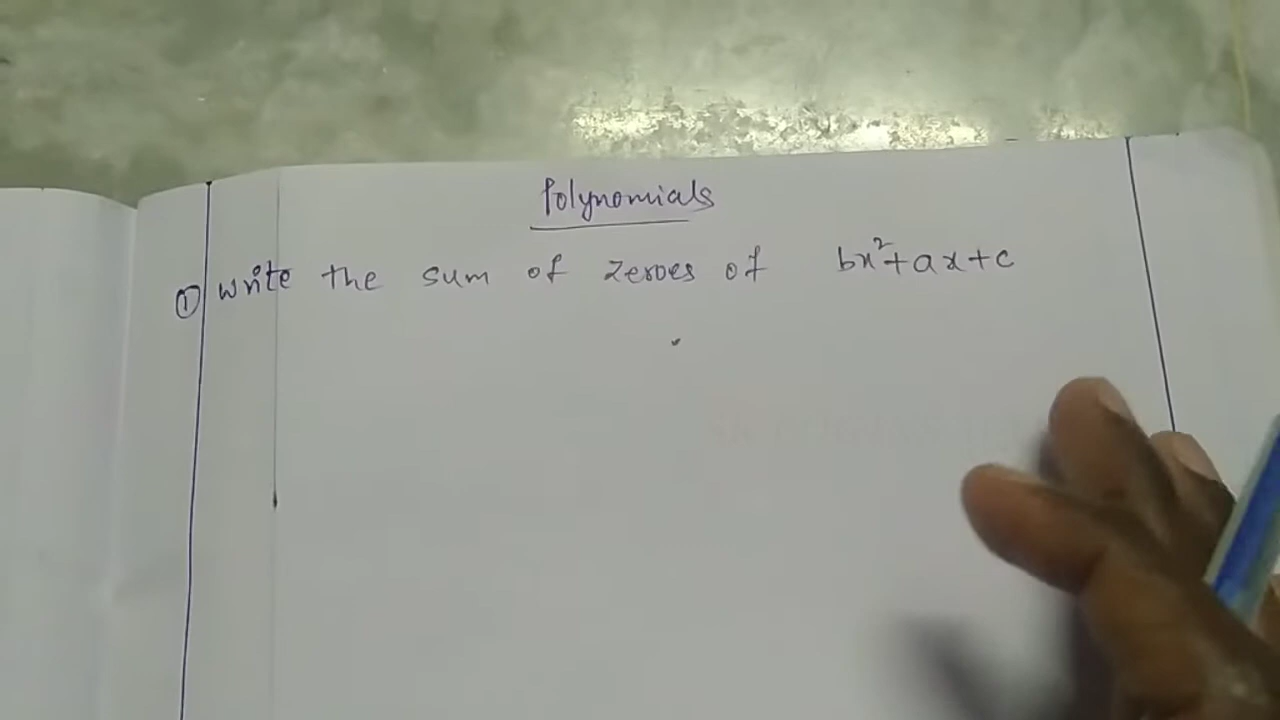 Polynomials
① Write the sum of zeroes of bx²+ax+c